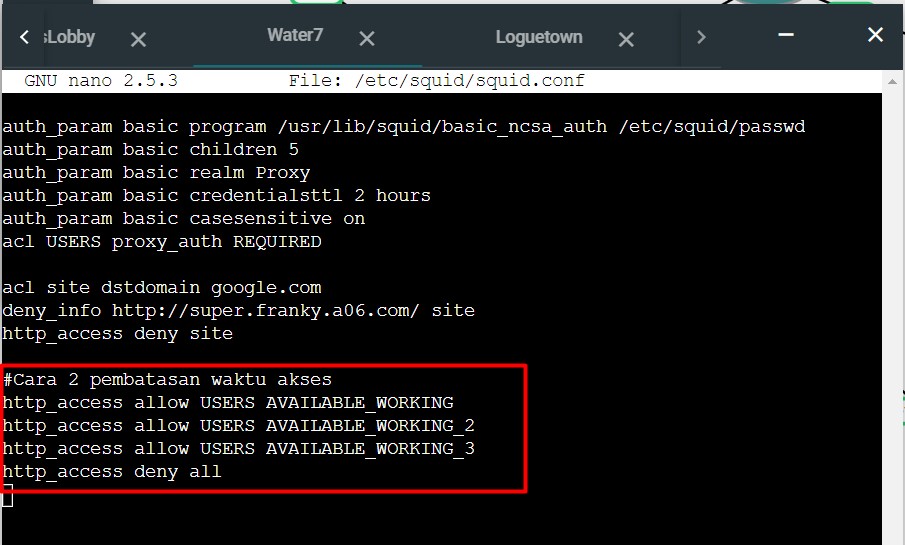 sLobby
Water7
Loguetown
GNU nano 2.5.3 File: /etc/squid/squid.conf
auth_param basic program /usr/lib/squid/basic_ncsa_auth /etc/squid/passwd
auth_param basic children 5
auth_param basic realm Proxy
auth_param basic credentialsttl 2 hours
auth_param basic casesensitive on
acl USERS proxy_auth REQUIRED
acl site dstdomain google.com
deny_info http://super.franky.a06.com/ site
http_access deny site
#Cara 2 pembatasan waktu akses
http_access allow USERS AVAILABLE_WORKING
http_access allow USERS AVAILABLE_WORKING_2
http_access allow USERS AVAILABLE_WORKING_3
http_access deny all